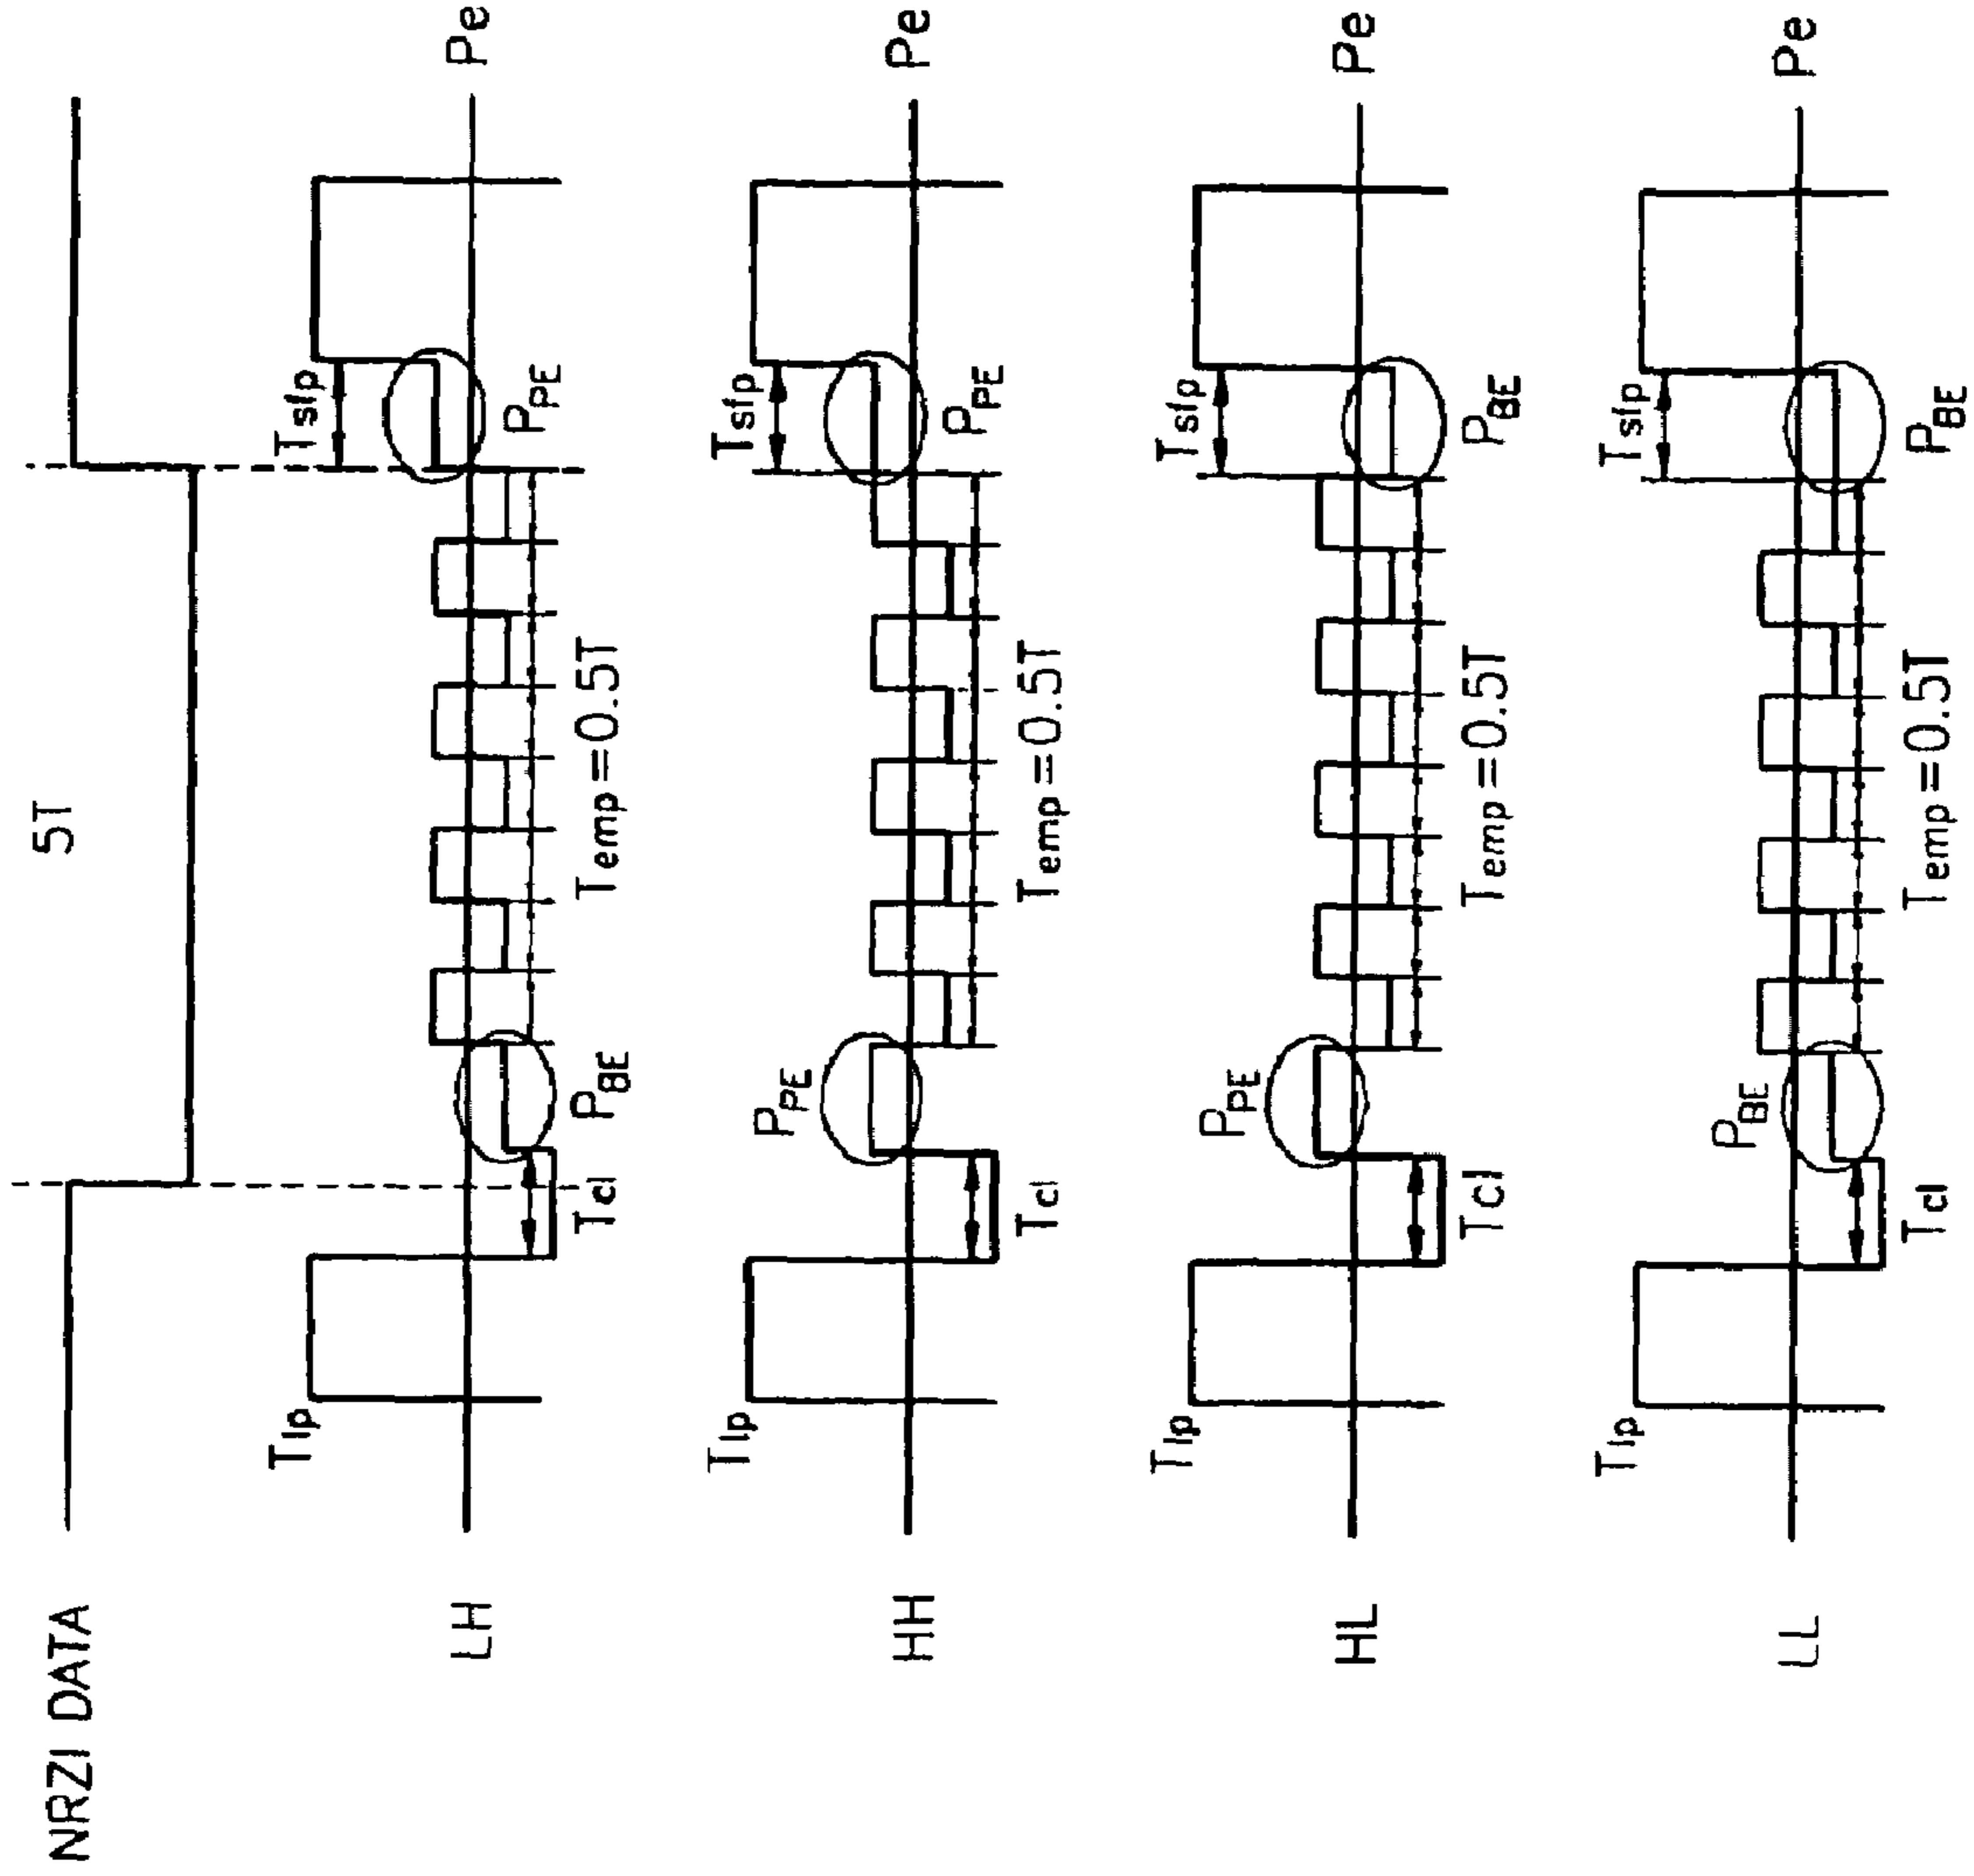 5T
NRZI DATA
Tlp
Tsfp
LH
Pe
PPE
Tcl
PBE
Temp=0.5T
Tlp
Tsfp
PPE
HH
Pe
PPE
Tcl
Temp=0.5T
Tlp
Tsfp
PPE
HL
Pe
Tcl
Temp=0.5T
PBE
Tlp
Tsfp
PBE
LL
Pe
Tcl
Temp=0.5T
PBE